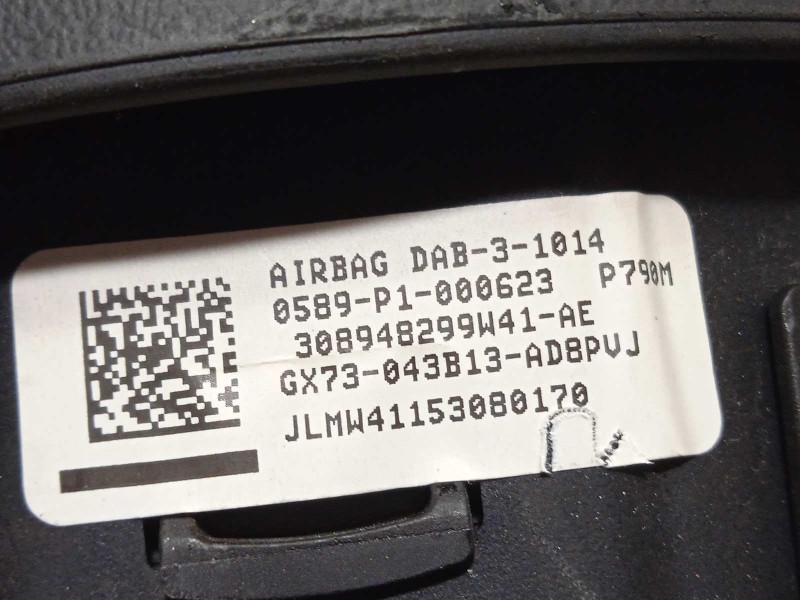 AIRBAG DAB-3-1014
0589-P1-000623 P790M
308948299W41-AE
GX73-043B13-AD8PVJ
JLMW41153080170